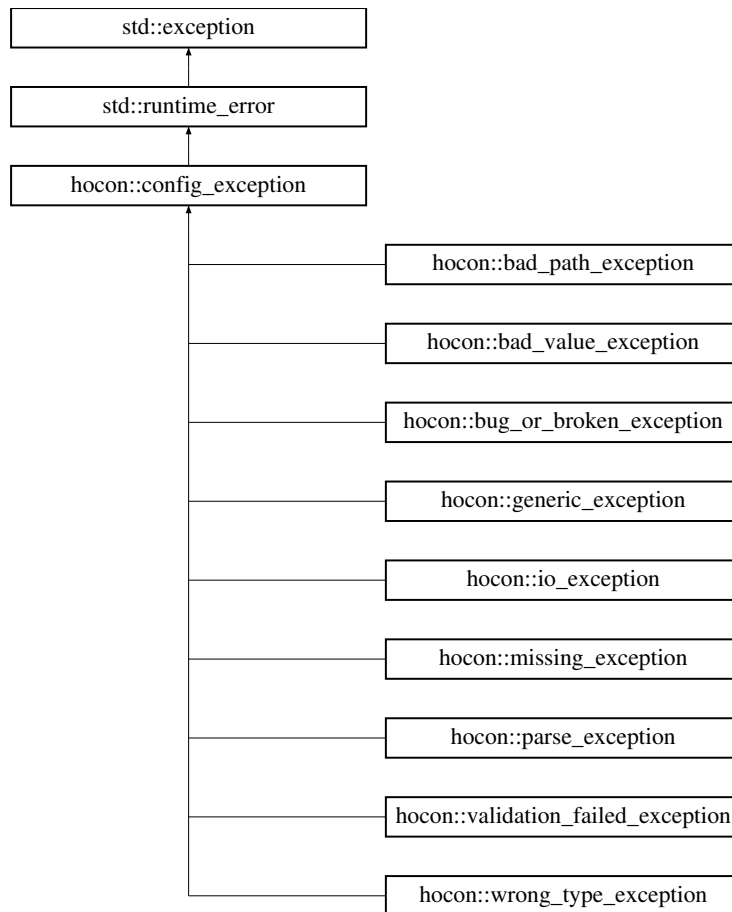 std::exception
std::runtime_error
hocon::config_exception
hocon::bad_path_exception
hocon::bad_value_exception
hocon::bug_or_broken_exception
hocon::generic_exception
hocon::io_exception
hocon::missing_exception
hocon::parse_exception
hocon::validation_failed_exception
hocon::wrong_type_exception